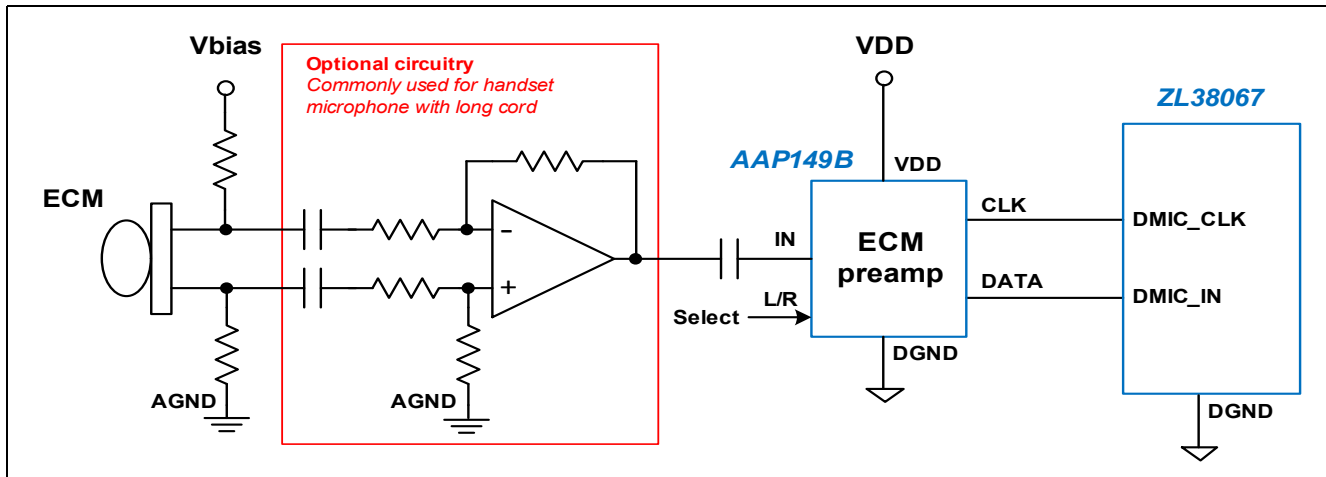 Vbias
Optional circuitry
Commonly used for handset
microphone with long cord
VDD
ZL38067
AAP149B
VDD
ECM
CLK
DMIC_CLK
−
IN
ECM
preamp
+
L/R
DATA
DMIC_IN
Select
DGND
AGND
AGND
DGND